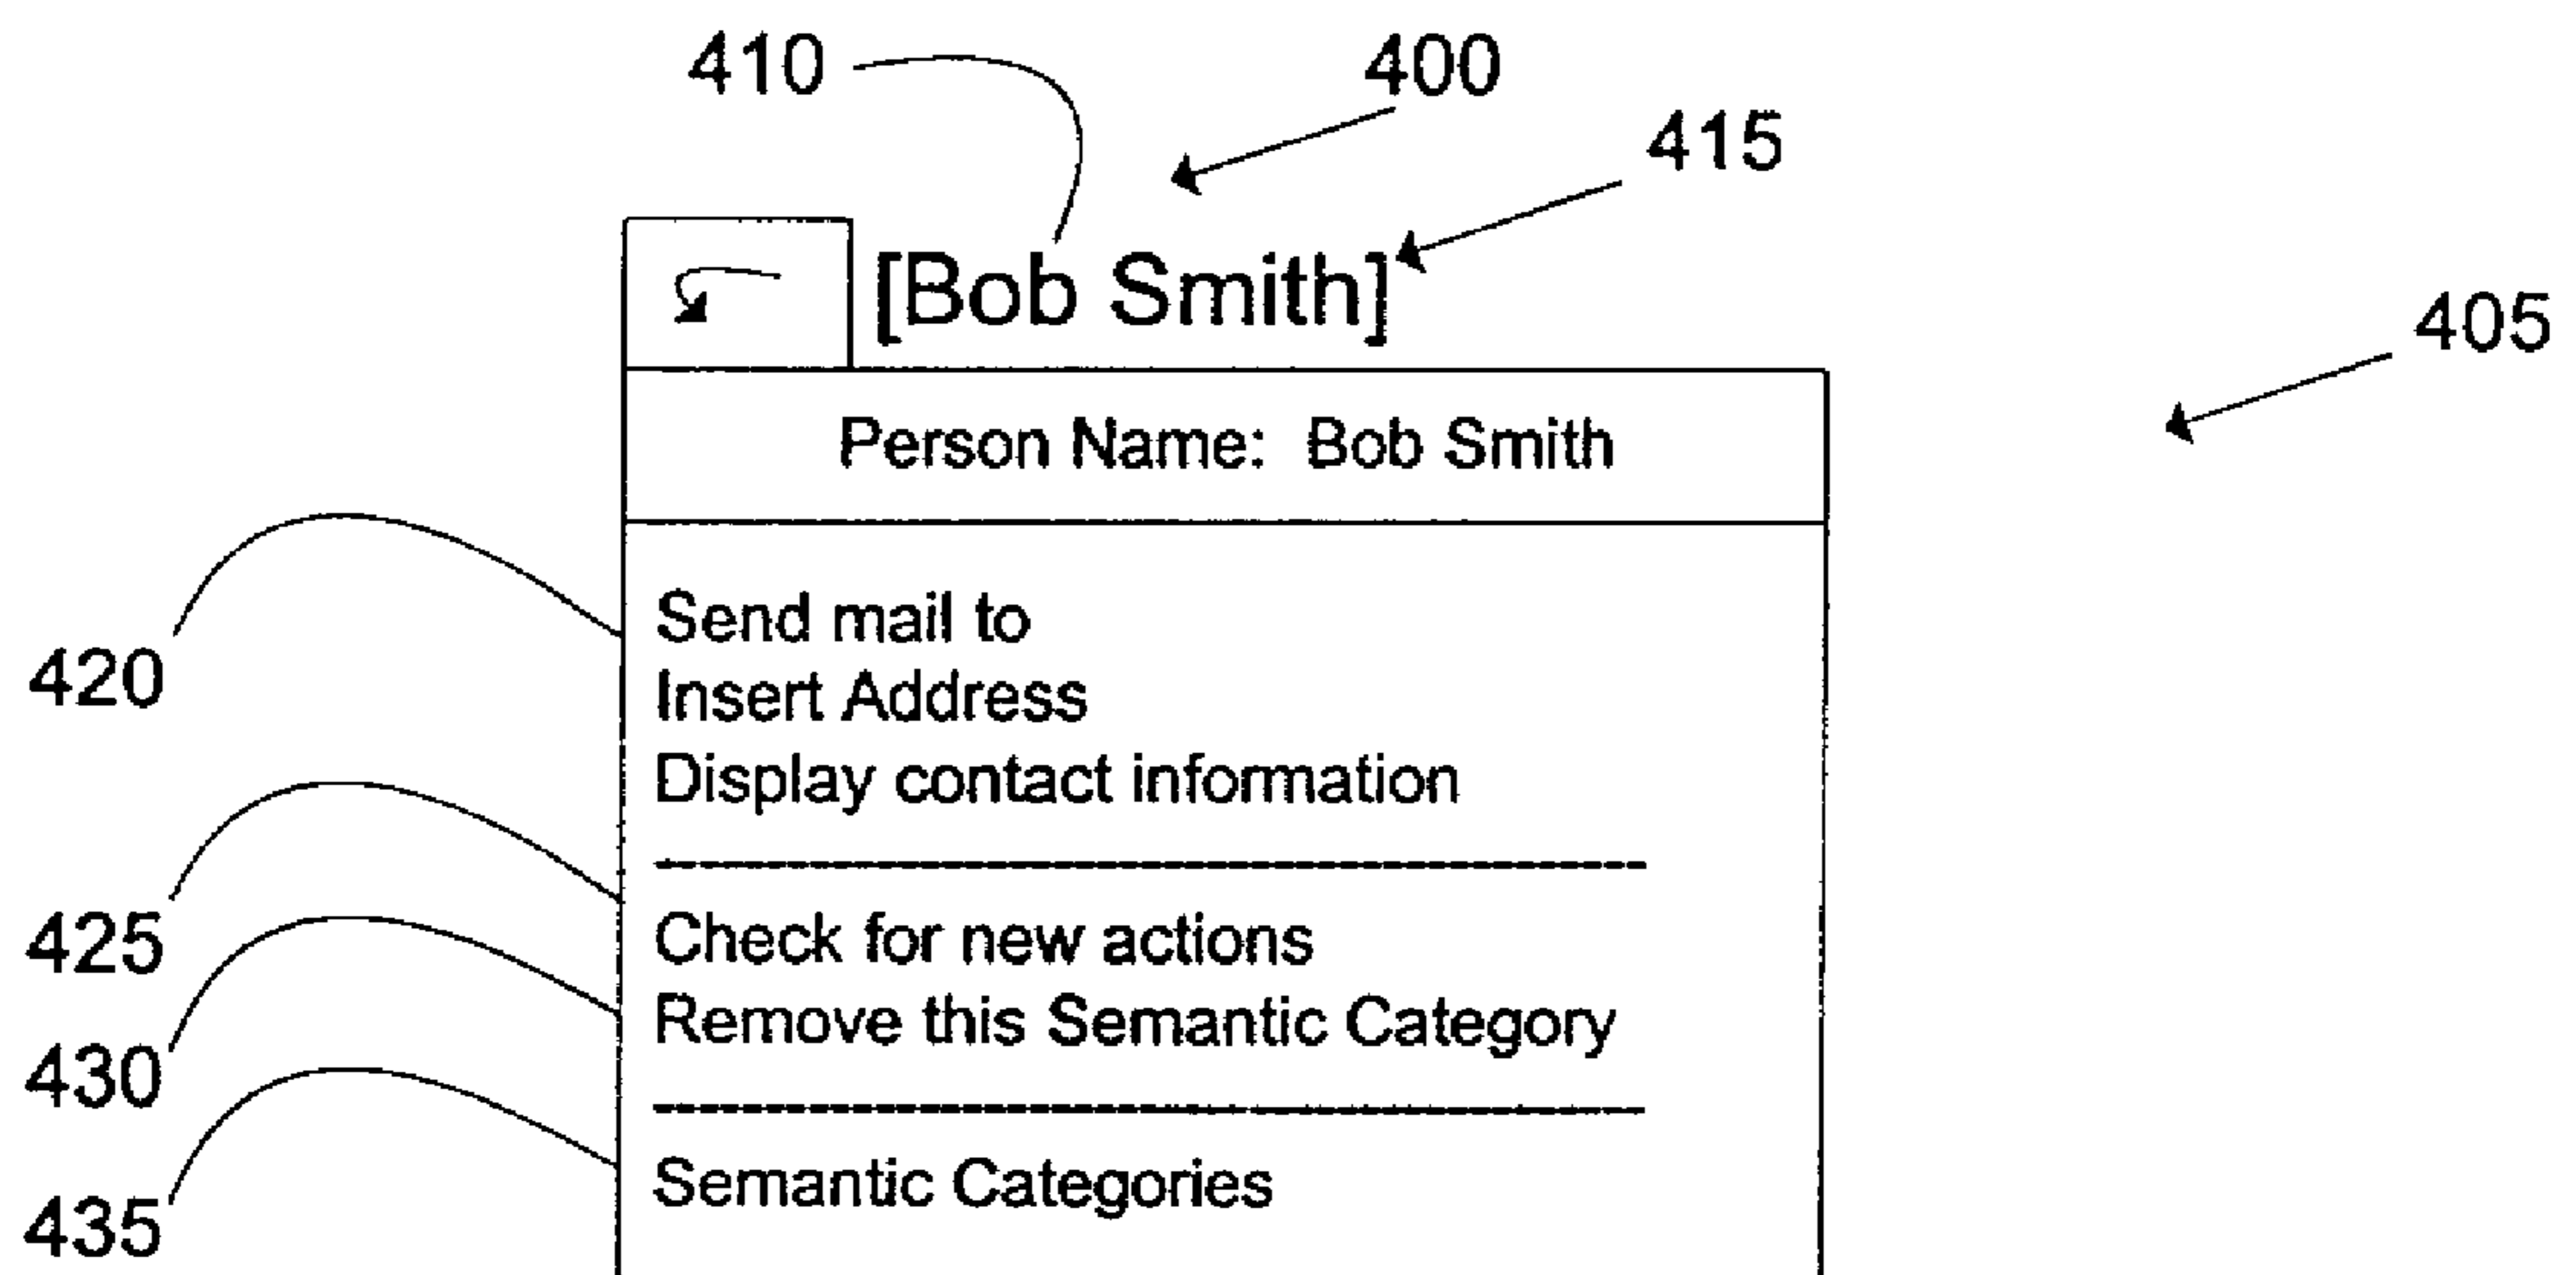 410
400
415
[Bob Smith]
405
Person Name: Bob Smith
Send mail to
420
Insert Address
Display contact information
425
Check for new actions
Remove this Semantic Category
430
Semantic Categories
435